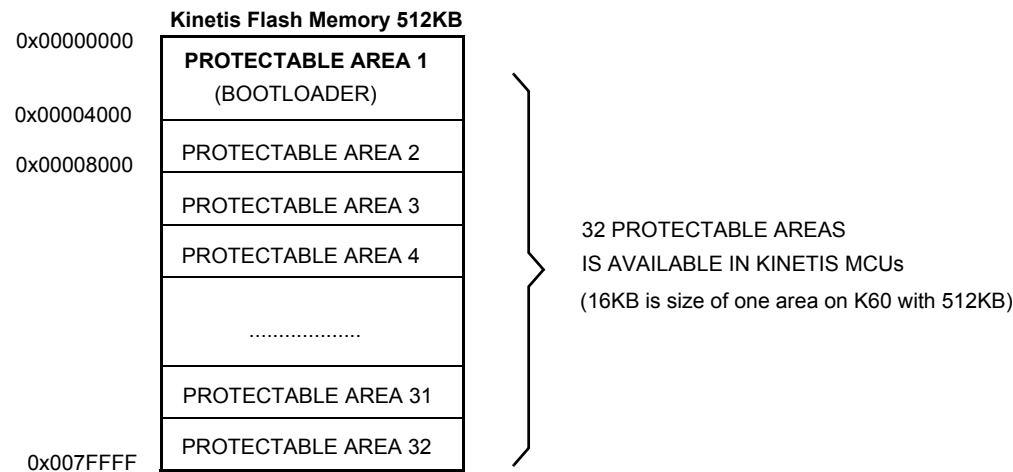 Kinetis Flash Memory 512KB
0x00000000
PROTECTABLE AREA 1
(BOOTLOADER)
0x00004000
PROTECTABLE AREA 2
0x00008000
PROTECTABLE AREA 3
PROTECTABLE AREA 4
...................
PROTECTABLE AREA 31
PROTECTABLE AREA 32
0x007FFFF
32 PROTECTABLE AREAS
IS AVAILABLE IN KINETIS MCUs
(16KB is size of one area on K60 with 512KB)